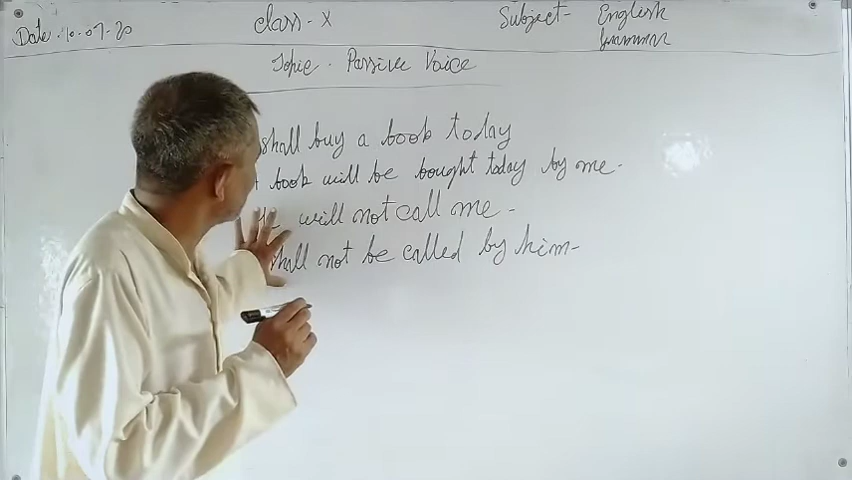 Date. 10-07-20 Class - X Subject - English Grammar
Topic. Passive Voice
shall buy a book today
book will be bought today by me.
will not call me.
shall not be called by him.